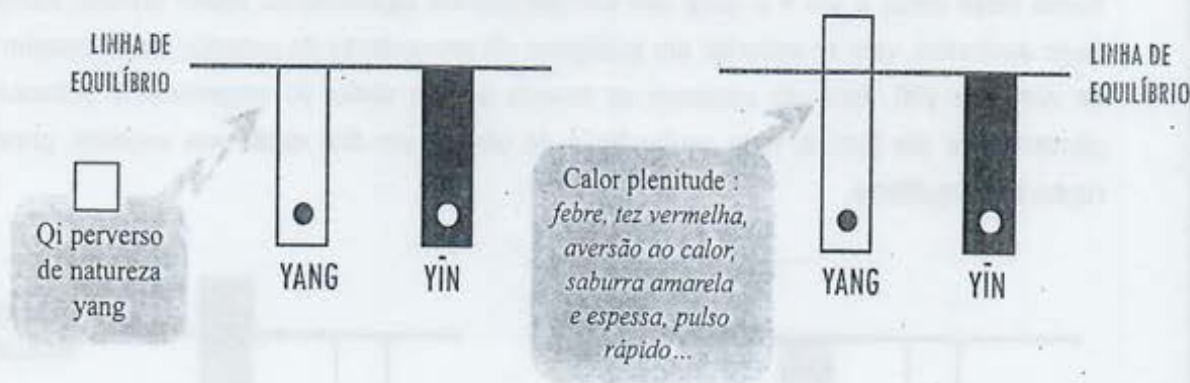 LINHA DE
EQUILÍBRIO
Qi perverso
de natureza
yang
YANG
YĪN
Calor plenitude :
febre, tez vermelha,
aversão ao calor,
saburra amarela
e espessa, pulso
rápido...
YANG
YĪN
LINHA DE
EQUILÍBRIO